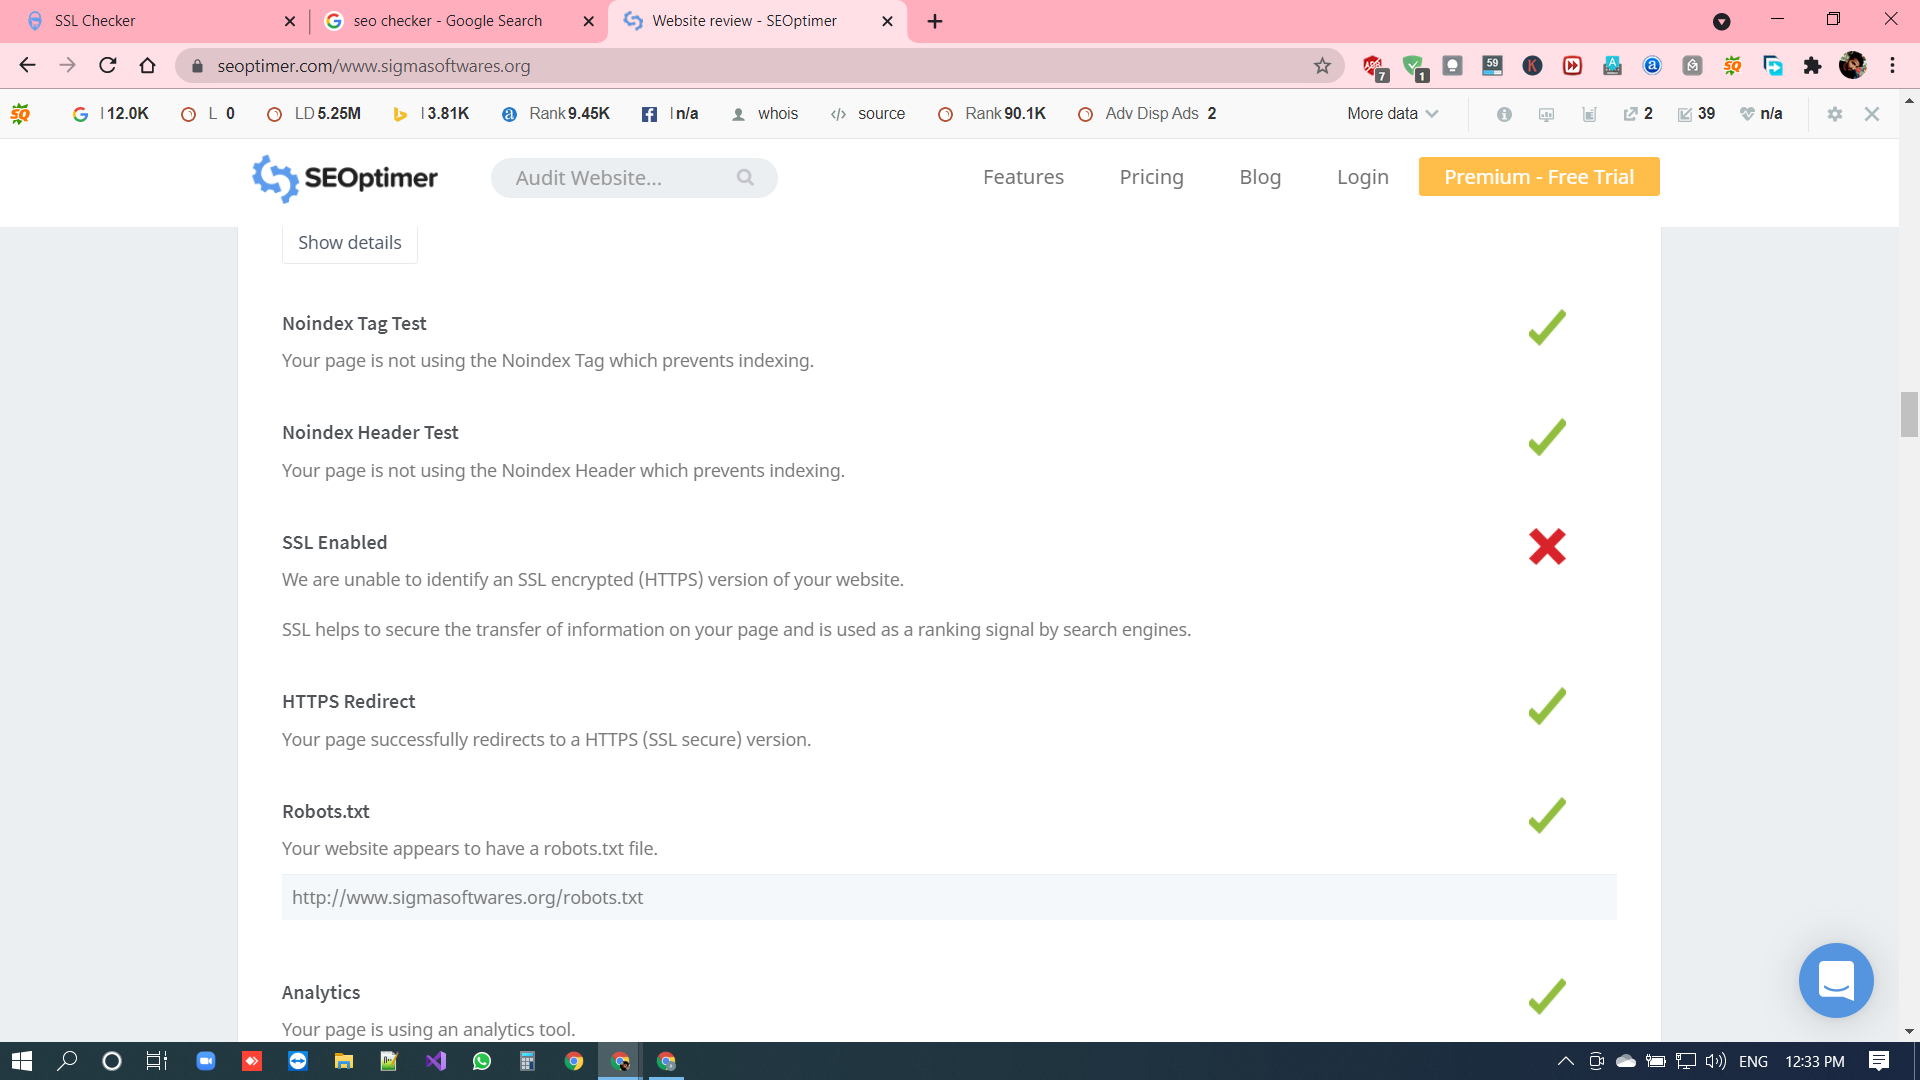 SSL Checker
seo checker - Google Search
Website review - SEOptimer
seoptimer.com/www.sigmasoftwares.org
7
1
59
SQ
I 12.0K
L 0
LD 5.25M
I 3.81K
Rank 9.45K
I n/a
whois
source
Rank 90.1K
Adv Disp Ads 2
More data
2
39
n/a
SEOptimer
Audit Website...
Features
Pricing
Blog
Login
Premium - Free Trial
Show details
Noindex Tag Test
Your page is not using the Noindex Tag which prevents indexing.
Noindex Header Test
Your page is not using the Noindex Header which prevents indexing.
SSL Enabled
We are unable to identify an SSL encrypted (HTTPS) version of your website.
SSL helps to secure the transfer of information on your page and is used as a ranking signal by search engines.
HTTPS Redirect
Your page successfully redirects to a HTTPS (SSL secure) version.
Robots.txt
Your website appears to have a robots.txt file.
http://www.sigmasoftwares.org/robots.txt
Analytics
Your page is using an analytics tool.
ENG
12:33 PM